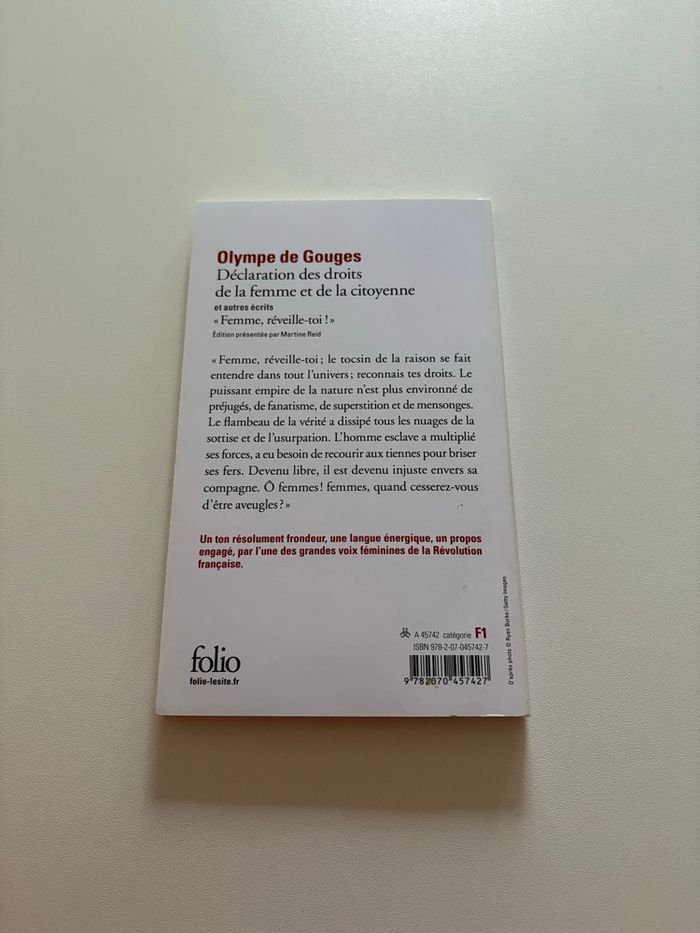 Olympe de Gouges
Déclaration des droits
de la femme et de la citoyenne
et autres écrits
« Femme, réveille-toi ! »
Édition présentée par Martine Reid
« Femme, réveille-toi ; le tocsin de la raison se fait
entendre dans tout l'univers ; reconnais tes droits. Le
puissant empire de la nature n'est plus environné de
préjugés, de fanatisme, de superstition et de mensonges.
Le flambeau de la vérité a dissipé tous les nuages de la
sottise et de l'usurpation. L'homme esclave a multiplié
ses forces, a eu besoin de recourir aux tiennes pour briser
ses fers. Devenu libre, il est devenu injuste envers sa
compagne. Ô femmes ! femmes, quand cesserez-vous
d'être aveugles ? »
Un ton résolument frondeur, une langue énergique, un propos
engagé, par l'une des grandes voix féminines de la Révolution
française.
A 45742 catégorie F1
ISBN 978-2-07-045742-7
folio
folio-lesite.fr
9 782070 457427
D'après photo © Ryan Burke / Getty Images.